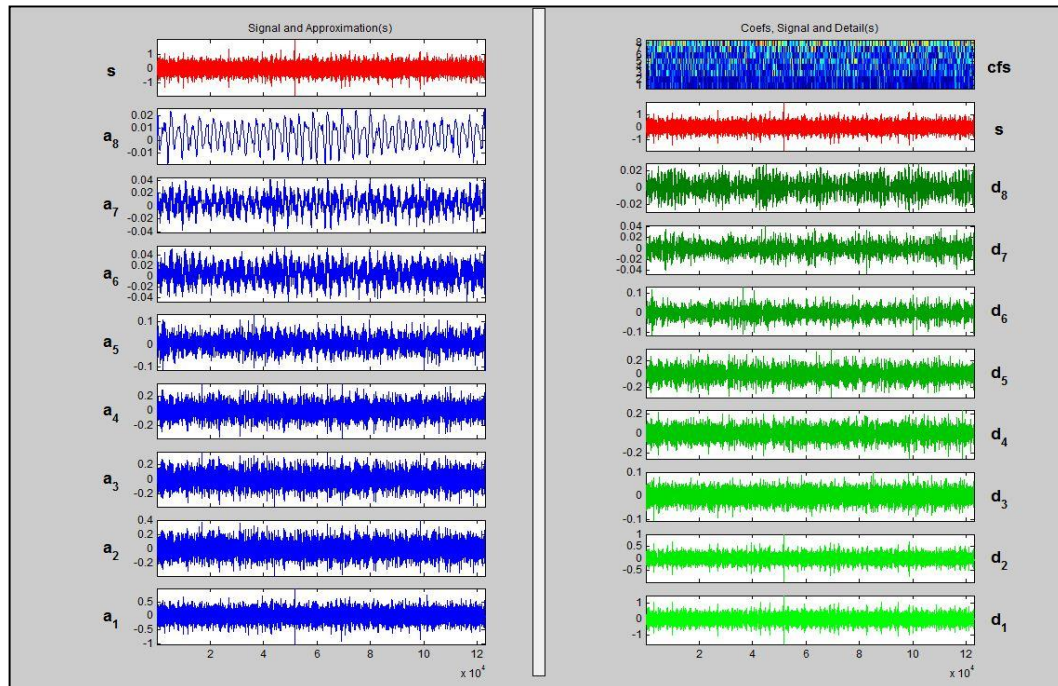 Signal and Approximation(s)
s
1
0
-1
a8
0.02
0.01
0
-0.01
a7
0.04
0.02
0
-0.02
-0.04
a6
0.04
0.02
0
-0.02
-0.04
a5
0.1
0
-0.1
a4
0.2
0
-0.2
a3
0.2
0
-0.2
a2
0.4
0.2
0
-0.2
a1
0.5
0
-0.5
-1
2 4 6 8 10 12
x 10^4
Coefs, Signal and Detail(s)
cfs
1
0
-1
s
0.02
0
-0.02
d8
0.04
0.02
0
-0.02
-0.04
d7
0.1
0
-0.1
d6
0.2
0
-0.2
d5
0.2
0
-0.2
d4
0.1
0
-0.1
d3
1
0.5
0
-0.5
d2
1
0
-1
d1
2 4 6 8 10 12
x 10^4